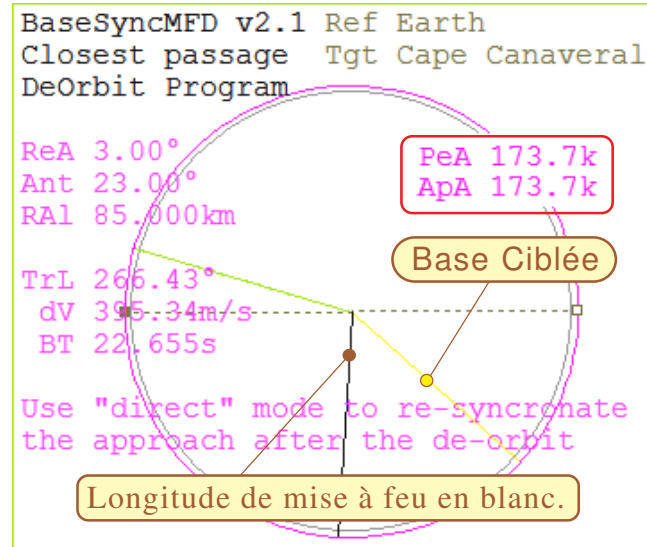 BaseSyncMFD v2.1 Ref Earth
Closest passage Tgt Cape Canaveral
DeOrbit Program
ReA 3.00°
Ant 23.00°
RAl 85.000km
PeA 173.7k
ApA 173.7k
Base Ciblée
TrL 266.43°
dV 395.34m/s
BT 22.655s
Use "direct" mode to re-syncronate
the approach after the de-orbit
Longitude de mise à feu en blanc.